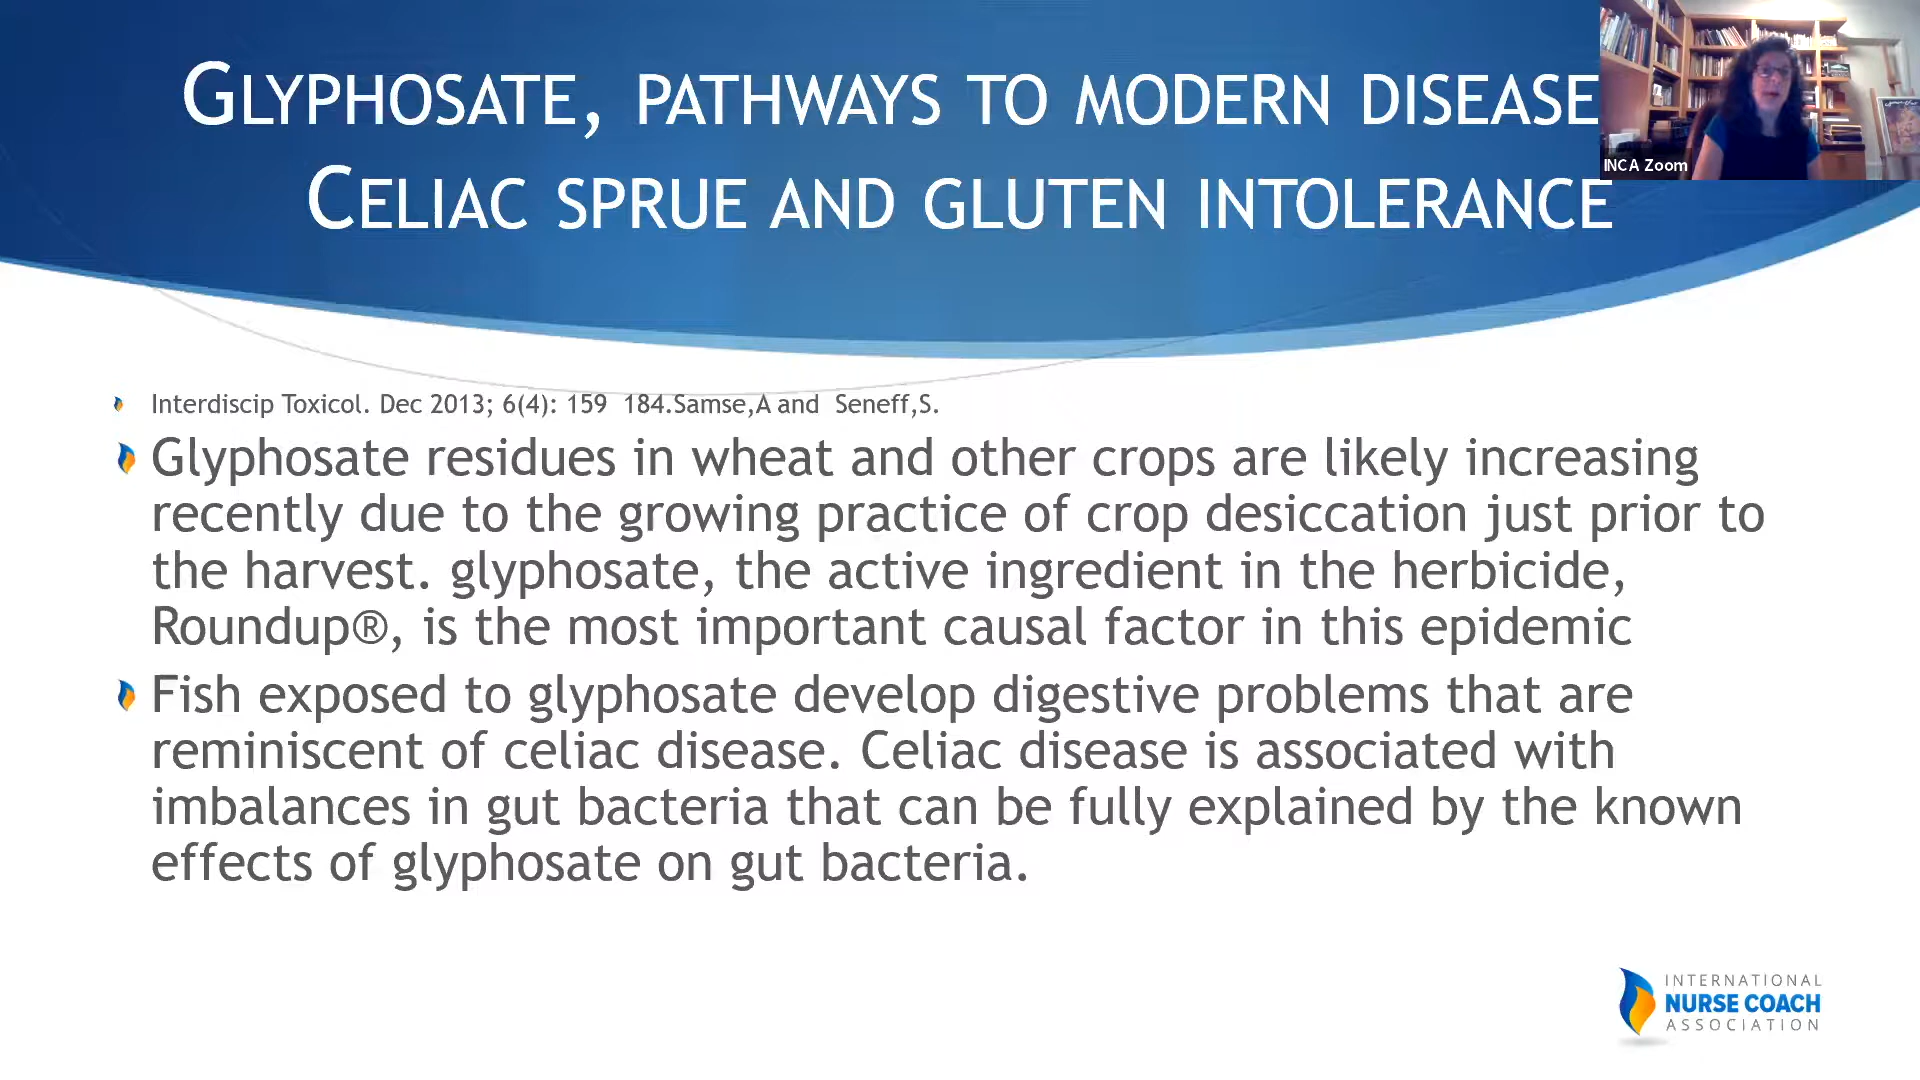 GLYPHOSATE, PATHWAYS TO MODERN DISEASE
CELIAC SPRUE AND GLUTEN INTOLERANCE
INCA Zoom
Interdiscip Toxicol. Dec 2013; 6(4): 159 184.Samse,A and Seneff,S.
Glyphosate residues in wheat and other crops are likely increasing
recently due to the growing practice of crop desiccation just prior to
the harvest. glyphosate, the active ingredient in the herbicide,
Roundup®, is the most important causal factor in this epidemic
Fish exposed to glyphosate develop digestive problems that are
reminiscent of celiac disease. Celiac disease is associated with
imbalances in gut bacteria that can be fully explained by the known
effects of glyphosate on gut bacteria.
INTERNATIONAL
NURSE COACH
ASSOCIATION